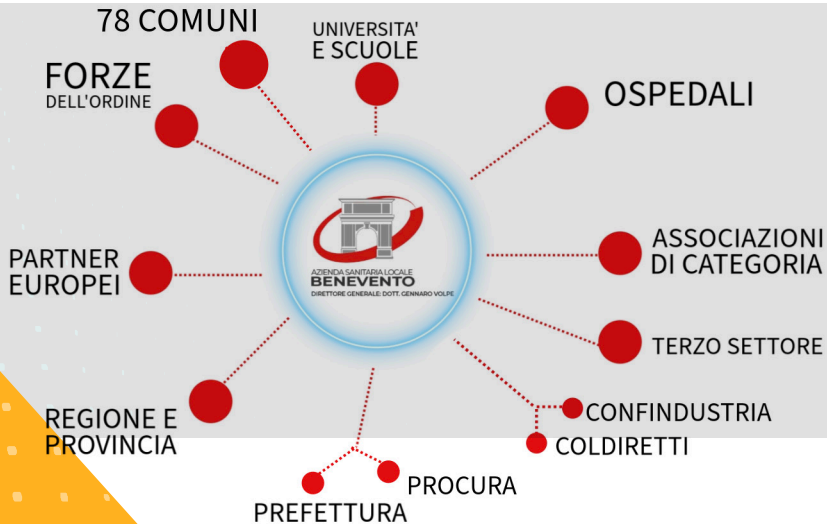 78 COMUNI
UNIVERSITA'
E SCUOLE
FORZE
DELL'ORDINE
OSPEDALI
AZIENDA SANITARIA LOCALE
BENEVENTO
DIRETTORE GENERALE: DOTT. GENNARO VOLPE
PARTNER
EUROPEI
ASSOCIAZIONI
DI CATEGORIA
TERZO SETTORE
REGIONE E
PROVINCIA
CONFINDUSTRIA
COLDIRETTI
PROCURA
PREFETTURA